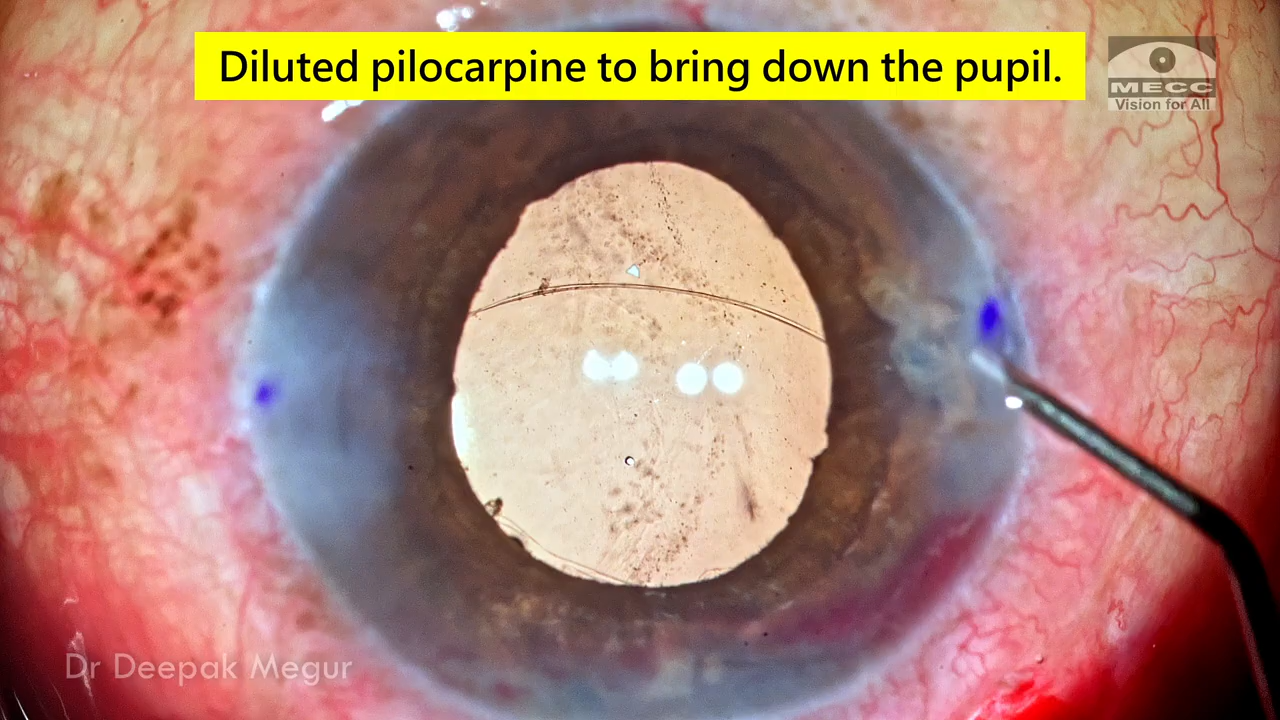 Diluted pilocarpine to bring down the pupil.
MECC
Vision for All
Dr Deepak Megur